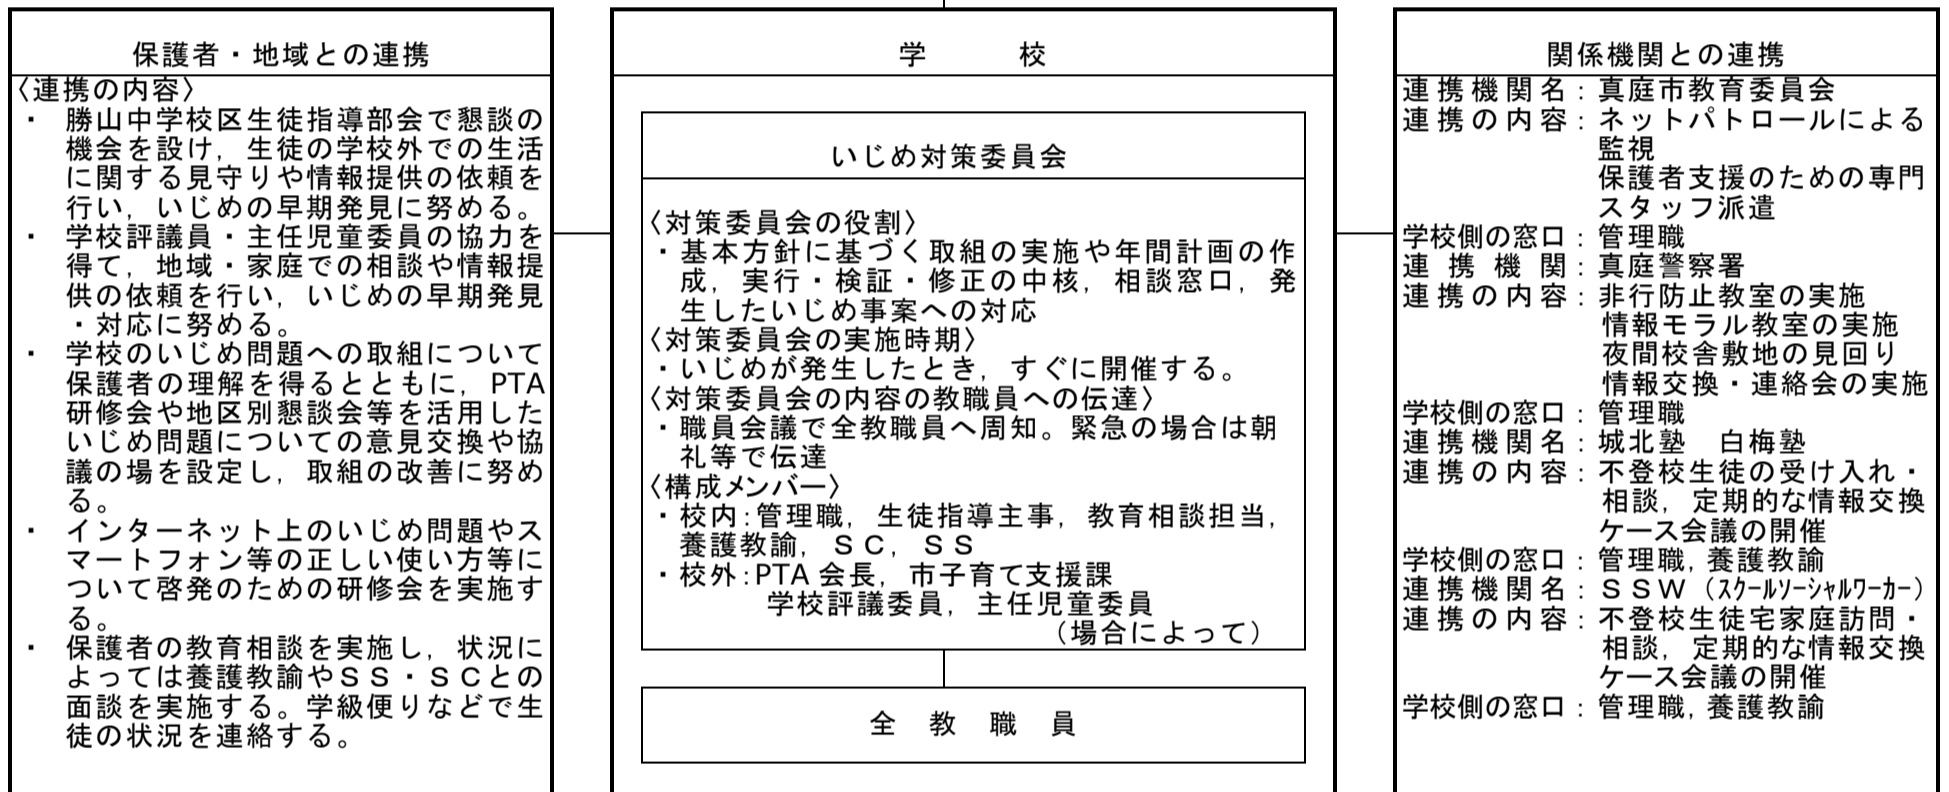 保護者・地域との連携
〈連携の内容〉
・ 勝山中学校区生徒指導部会で懇談の
機会を設け，生徒の学校外での生活
に関する見守りや情報提供の依頼を
行い，いじめの早期発見に努める。
・ 学校評議員・主任児童委員の協力を
得て，地域・家庭での相談や情報提
供の依頼を行い，いじめの早期発見
・対応に努める。
・ 学校のいじめ問題への取組について
保護者の理解を得るとともに，PTA
研修会や地区別懇談会等を活用した
いじめ問題についての意見交換や協
議の場を設定し，取組の改善に努め
る。
・ インターネット上のいじめ問題やス
マートフォン等の正しい使い方等に
ついて啓発のための研修会を実施す
る。
・ 保護者の教育相談を実施し，状況に
よっては養護教諭やＳＳ・ＳＣとの
面談を実施する。学級便りなどで生
徒の状況を連絡する。
学　　　校
いじめ対策委員会
〈対策委員会の役割〉
・基本方針に基づく取組の実施や年間計画の作
成，実行・検証・修正の中核，相談窓口，発
生したいじめ事案への対応
〈対策委員会の実施時期〉
・いじめが発生したとき，すぐに開催する。
〈対策委員会の内容の教職員への伝達〉
・職員会議で全教職員へ周知。緊急の場合は朝
礼等で伝達
〈構成メンバー〉
・校内：管理職，生徒指導主事，教育相談担当，
養護教諭，ＳＣ，ＳＳ
・校外：PTA 会長，市子育て支援課
学校評議委員，主任児童委員
（場合によって）
全　教　職　員
関係機関との連携
連携機関名：真庭市教育委員会
連携の内容：ネットパトロールによる
監視
保護者支援のための専門
スタッフ派遣
学校側の窓口：管理職
連携機関：真庭警察署
連携の内容：非行防止教室の実施
情報モラル教室の実施
夜間校舎敷地の見回り
情報交換・連絡会の実施
学校側の窓口：管理職
連携機関名：城北塾　白梅塾
連携の内容：不登校生徒の受け入れ・
相談，定期的な情報交換
ケース会議の開催
学校側の窓口：管理職，養護教諭
連携機関名：ＳＳＷ（ｽｸｰﾙｿｰｼｬﾙﾜｰｶｰ）
連携の内容：不登校生徒宅家庭訪問・
相談，定期的な情報交換
ケース会議の開催
学校側の窓口：管理職，養護教諭